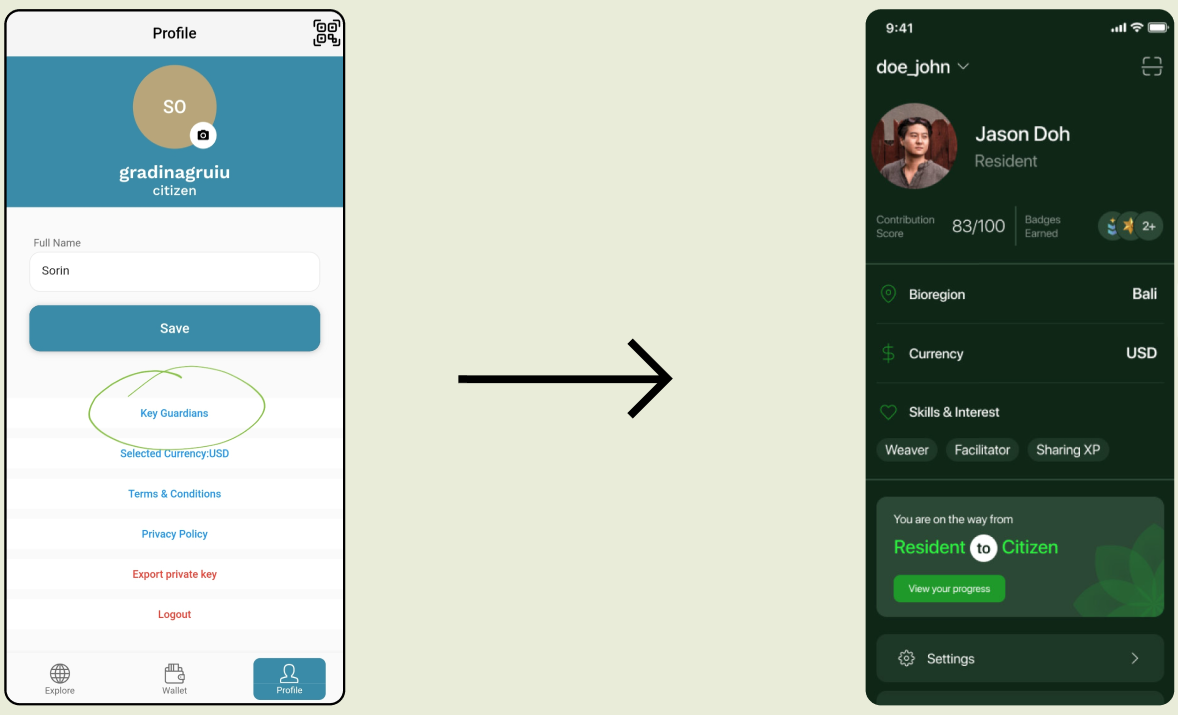 Profile
SO
gradinagruiu
citizen
Full Name
Sorin
Save
Key Guardians
Selected Currency:USD
Terms & Conditions
Privacy Policy
Export private key
Logout
Explore
Wallet
Profile
9:41
doe_john
Jason Doh
Resident
Contribution
Score
83/100
Badges
Earned
2+
Bioregion
Bali
Currency
USD
Skills & Interest
Weaver
Facilitator
Sharing XP
You are on the way from
Resident to Citizen
View your progress
Settings